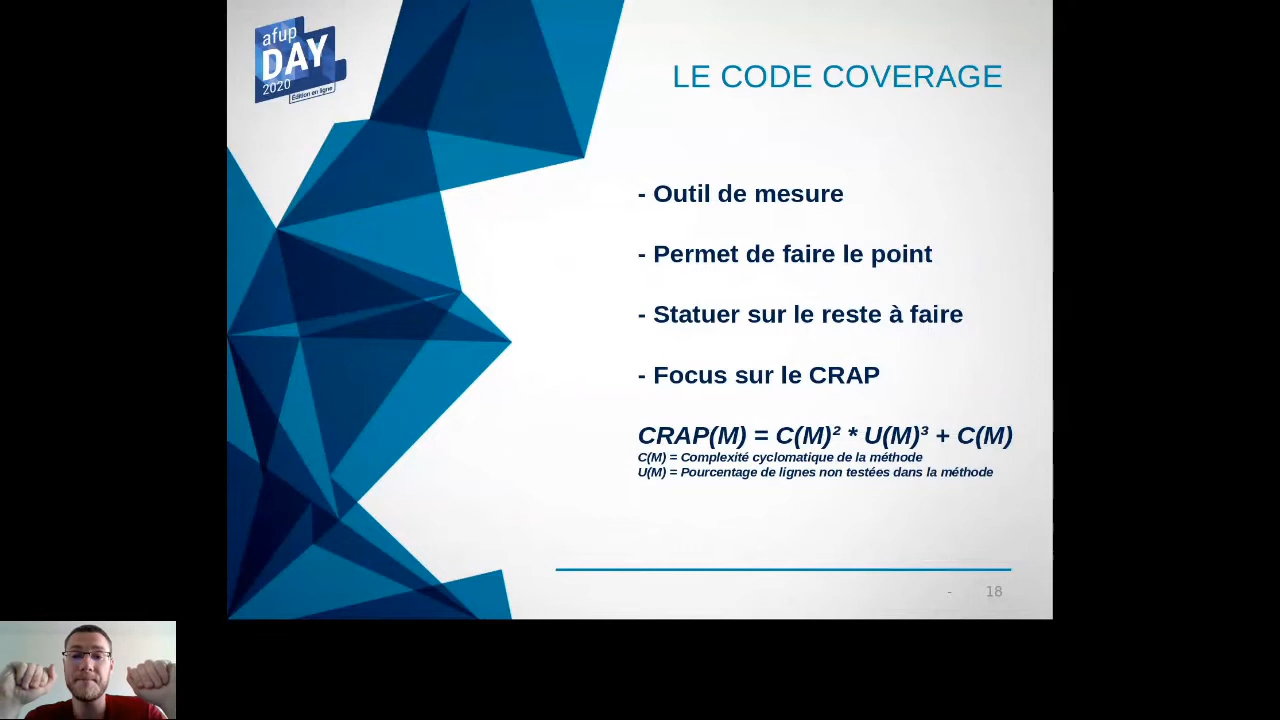 afup
DAY
2020
Édition en ligne
LE CODE COVERAGE
- Outil de mesure
- Permet de faire le point
- Statuer sur le reste à faire
- Focus sur le CRAP
CRAP(M) = C(M)² * U(M)³ + C(M)
C(M) = Complexité cyclomatique de la méthode
U(M) = Pourcentage de lignes non testées dans la méthode
- 18